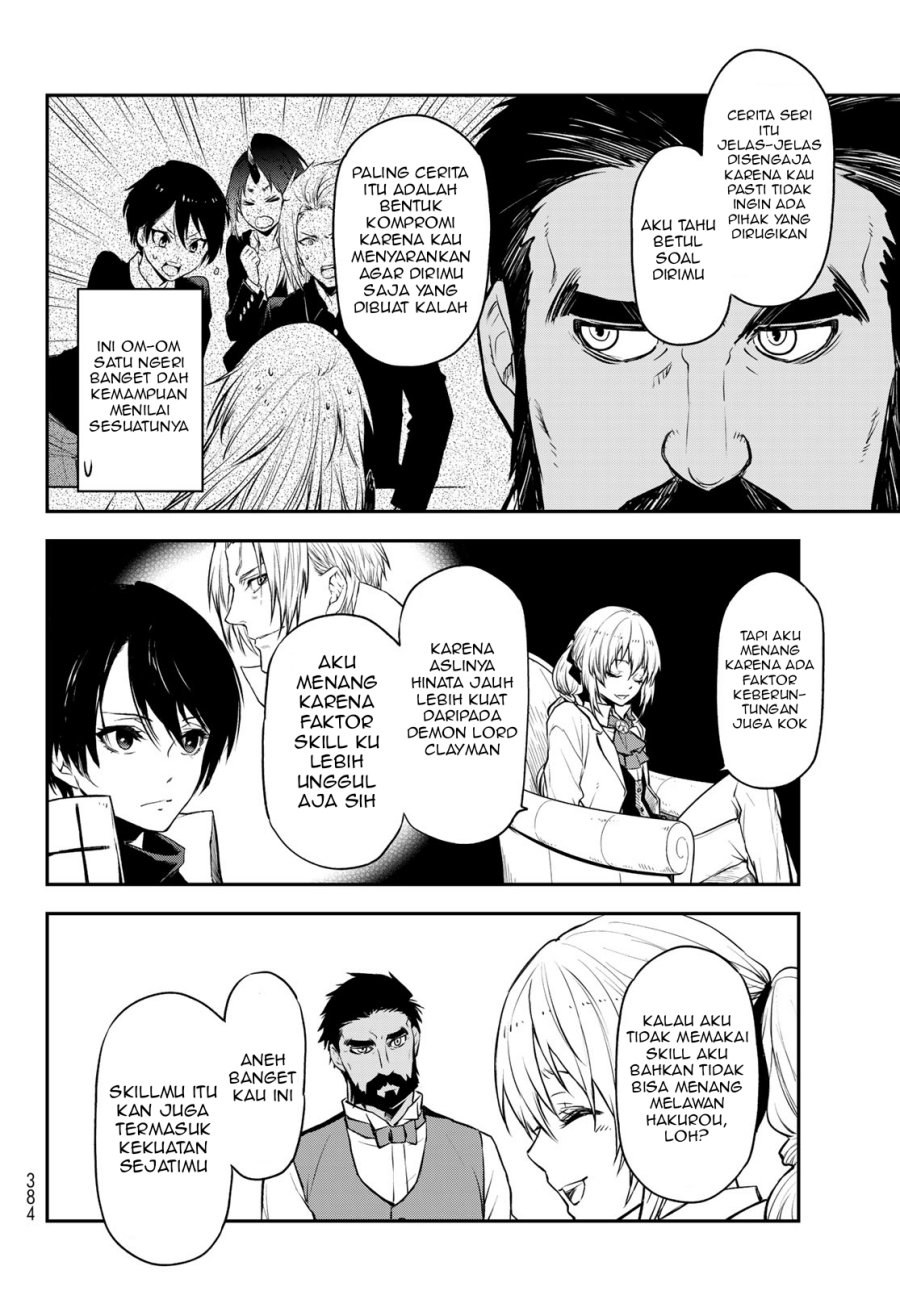 CERITA SERI
ITU
JELAS-JELAS
DISENGAJA
KARENA KAU
PASTI TIDAK
INGIN ADA
PIHAK YANG
DIRUGIKAN
AKU TAHU
BETUL
SOAL
DIRIMU
PALING CERITA
ITU ADALAH
BENTUK
KOMPROMI
KARENA KAU
MENYARANKAN
AGAR DIRIMU
SAJA YANG
DIBUAT KALAH
INI OM-OM
SATU NGERI
BANGET DAH
KEMAMPUAN
MENILAI
SESUATUNYA
TAPI AKU
MENANG
KARENA ADA
FAKTOR
KEBERUN-
TUNGAN
JUGA KOK
KARENA
ASLINYA
HINATA JAUH
LEBIH KUAT
DARIPADA
DEMON LORD
CLAYMAN
AKU
MENANG
KARENA
FAKTOR
SKILL KU
LEBIH
UNGGUL
AJA SIH
KALAU AKU
TIDAK MEMAKAI
SKILL AKU
BAHKAN TIDAK
BISA MENANG
MELAWAN
HAKUROU,
LOH?
ANEH
BANGET
KAU INI
SKILLMU ITU
KAN JUGA
TERMASUK
KEKUATAN
SEJATIMU
384